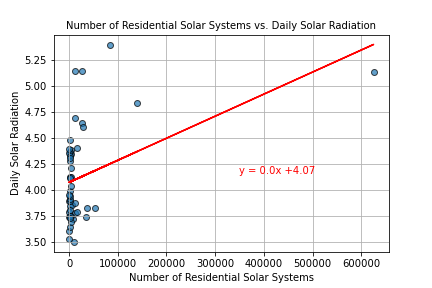 Number of Residential Solar Systems vs. Daily Solar Radiation
Daily Solar Radiation
5.25
5.00
4.75
4.50
4.25
4.00
3.75
3.50
y = 0.0x +4.07
0 100000 200000 300000 400000 500000 600000
Number of Residential Solar Systems